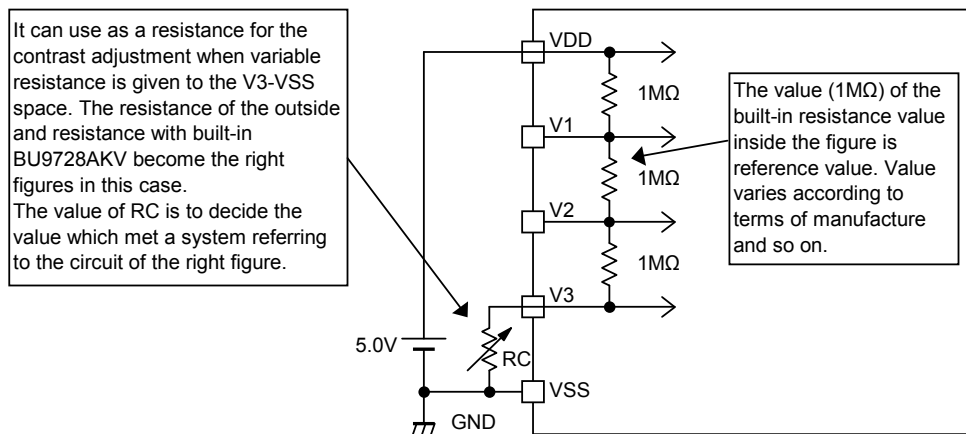 It can use as a resistance for the
contrast adjustment when variable
resistance is given to the V3-VSS
space. The resistance of the outside
and resistance with built-in
BU9728AKV become the right
figures in this case.
The value of RC is to decide the
value which met a system referring
to the circuit of the right figure.
VDD
1MΩ
V1
1MΩ
V2
1MΩ
V3
The value (1MΩ) of the
built-in resistance value
inside the figure is
reference value. Value
varies according to
terms of manufacture
and so on.
5.0V
RC
VSS
GND